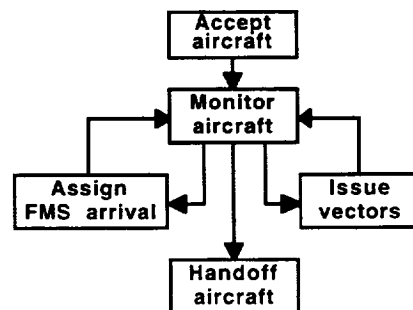 Accept
aircraft
Monitor
aircraft
Assign
FMS arrival
Issue
vectors
Handoff
aircraft